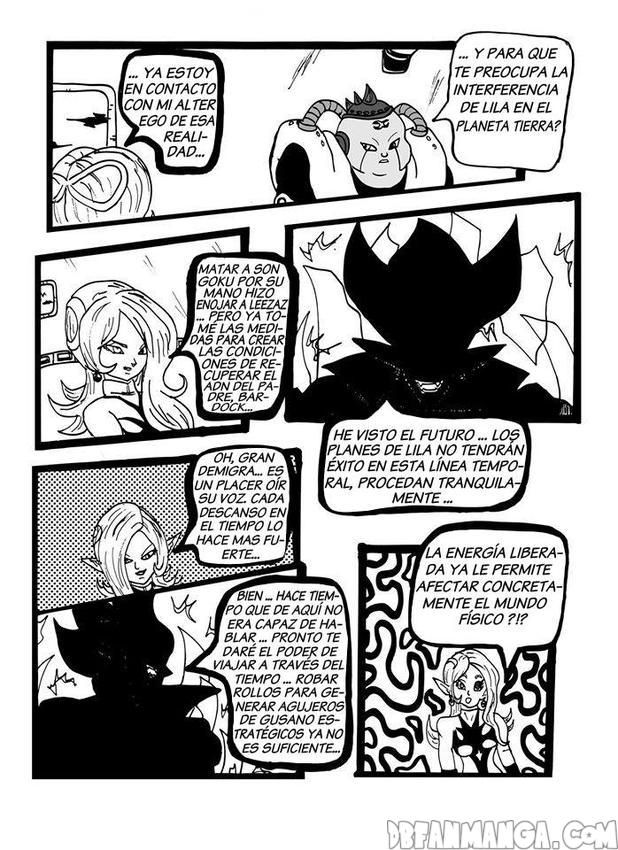 ... YA ESTOY
EN CONTACTO
CON MI ALTER
EGO DE ESA
REALI-
DAD...
... Y PARA QUE
TE PREOCUPA LA
INTERFERENCIA
DE LILA EN EL
PLANETA TIERRA?
MATAR A SON
GOKU POR SU
MANO HIZO
ENOJAR A LEEZAZ
... PERO YA TO-
MÉ LAS MEDI-
DAS PARA CREAR
LAS CONDICIO-
NES DE RE-
CUPERAR EL
ADN DEL PA-
DRE, BAR-
DOCK...
HE VISTO EL FUTURO ... LOS
PLANES DE LILA NO TENDRÁN
ÉXITO EN ESTA LÍNEA TEMPO-
RAL, PROCEDAN TRANQUILA-
MENTE ...
OH, GRAN
DEMIGRA... ES
UN PLACER OÍR
SU VOZ. CADA
DESCANSO EN
EL TIEMPO LO
HACE MAS FU-
ERTE...
BIEN ... HACE TIEM-
PO QUE DE AQUÍ NO
ERA CAPAZ DE HA-
BLAR ... PRONTO TE
DARÉ EL PODER DE
VIAJAR A TRAVÉS DEL
TIEMPO ... ROBAR
ROLLOS PARA GE-
NERAR AGUJEROS
DE GUSANO ES-
TRATÉGICOS YA NO
ES SUFICIENTE...
LA ENERGÍA LIBERA-
DA YA LE PERMITE
AFECTAR CONCRETA-
MENTE EL MUNDO
FÍSICO ?!?
DBFANMANGA.COM